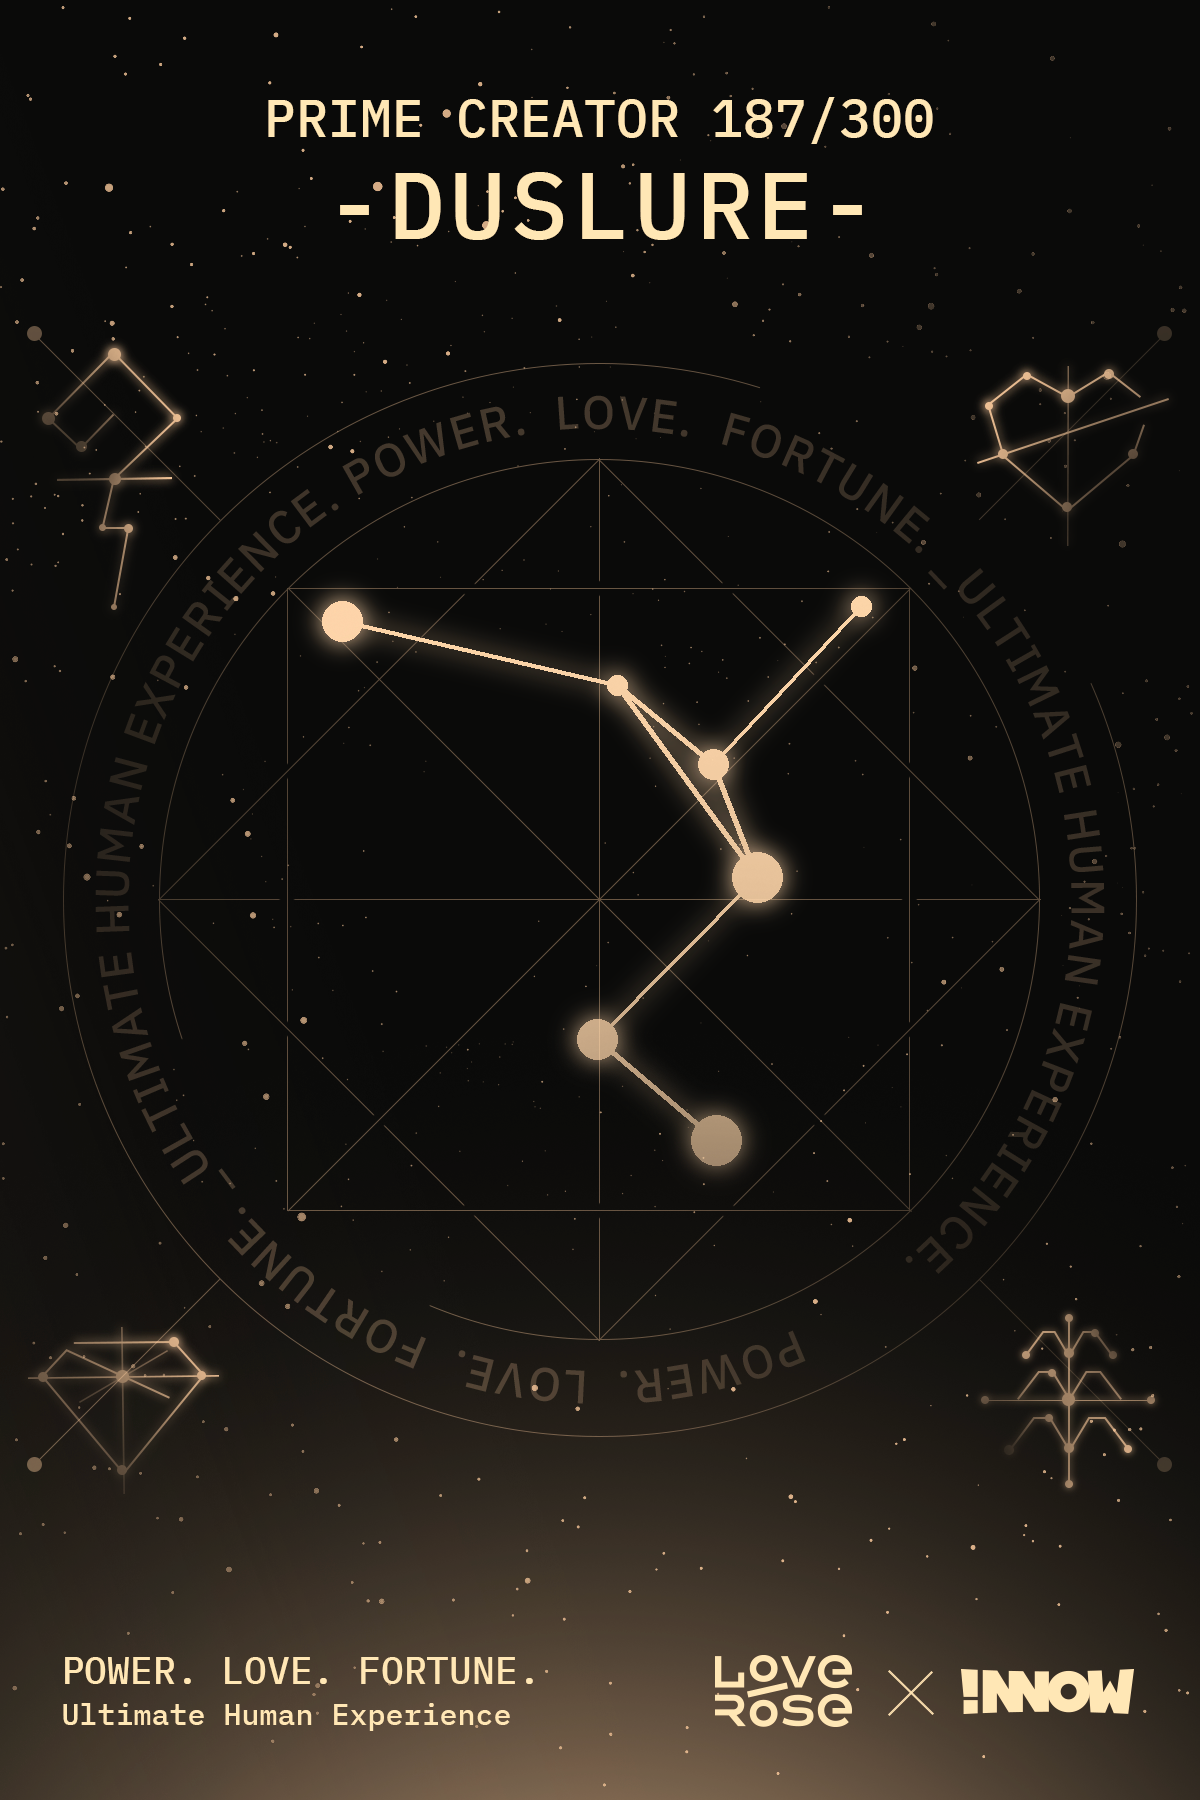 PRIME CREATOR 187/300
-DUSLURE-
POWER. LOVE. FORTUNE. – ULTIMATE HUMAN EXPERIENCE.
POWER. LOVE. FORTUNE. – ULTIMATE HUMAN EXPERIENCE.
POWER. LOVE. FORTUNE.
Ultimate Human Experience
LOVE
ROSE
!NNOW